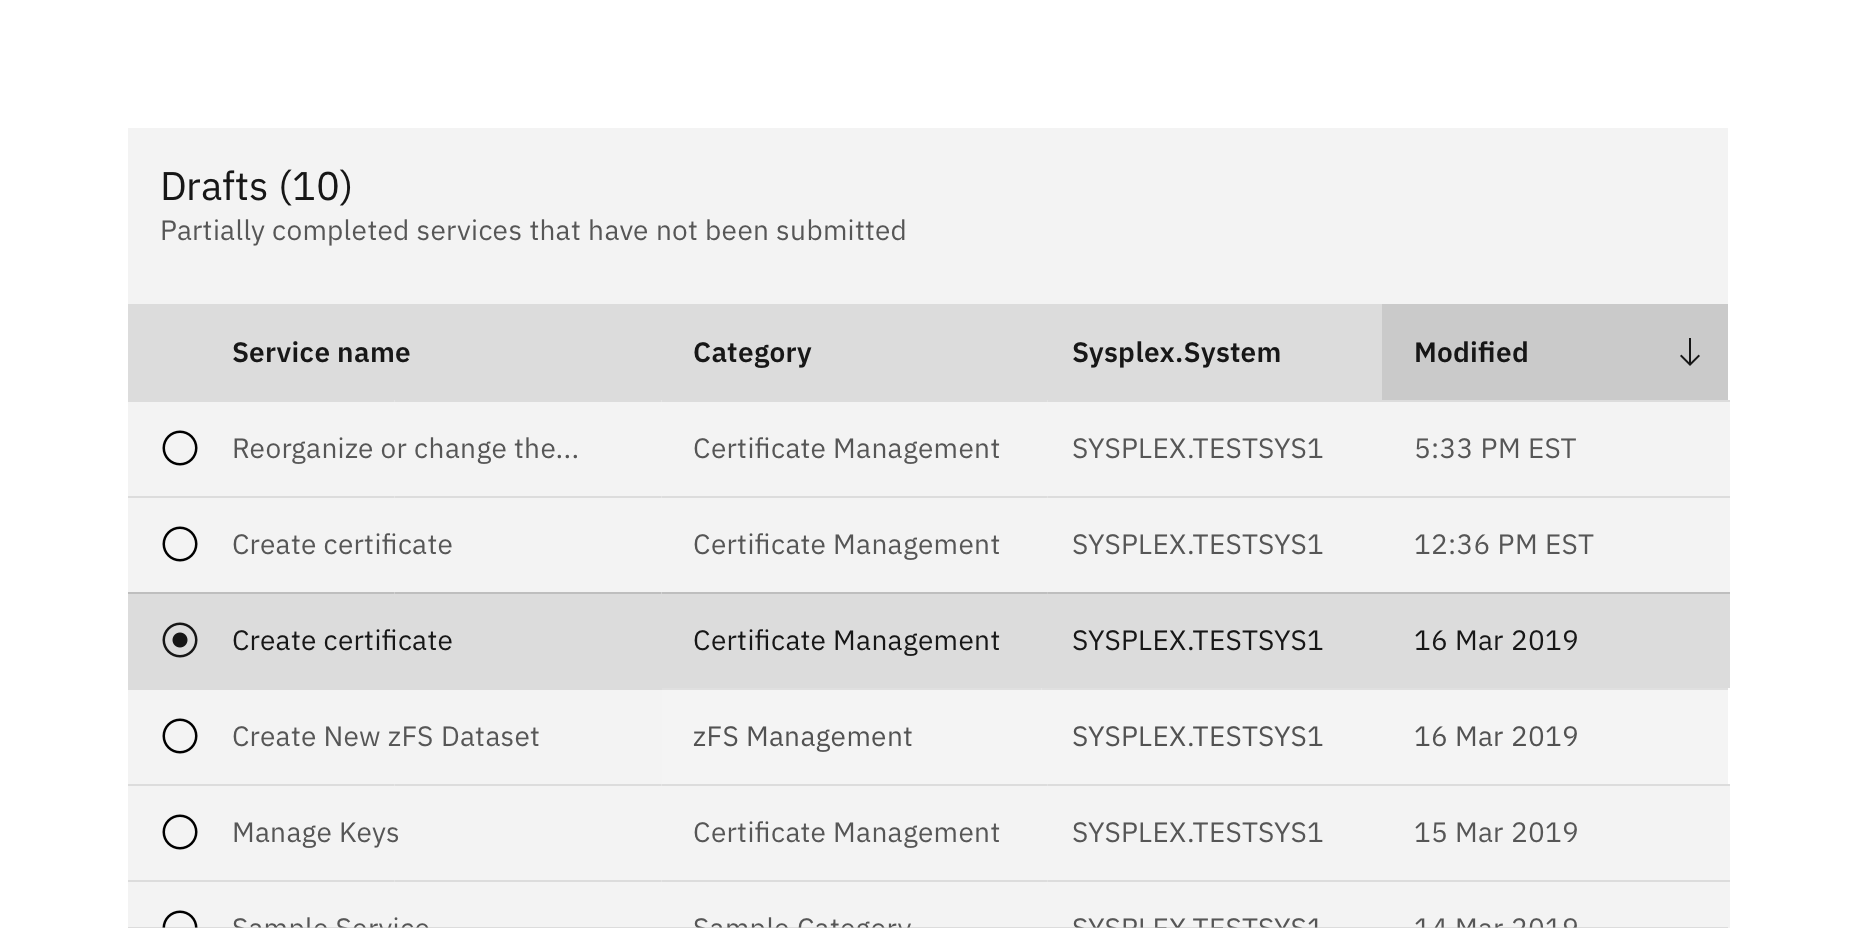 Drafts (10)
Partially completed services that have not been submitted
Service name Category Sysplex.System Modified
Reorganize or change the... Certificate Management SYSPLEX.TESTSYS1 5:33 PM EST
Create certificate Certificate Management SYSPLEX.TESTSYS1 12:36 PM EST
Create certificate Certificate Management SYSPLEX.TESTSYS1 16 Mar 2019
Create New zFS Dataset zFS Management SYSPLEX.TESTSYS1 16 Mar 2019
Manage Keys Certificate Management SYSPLEX.TESTSYS1 15 Mar 2019
Sample Service Sample Category SYSPLEX.TESTSYS1 14 Mar 2019